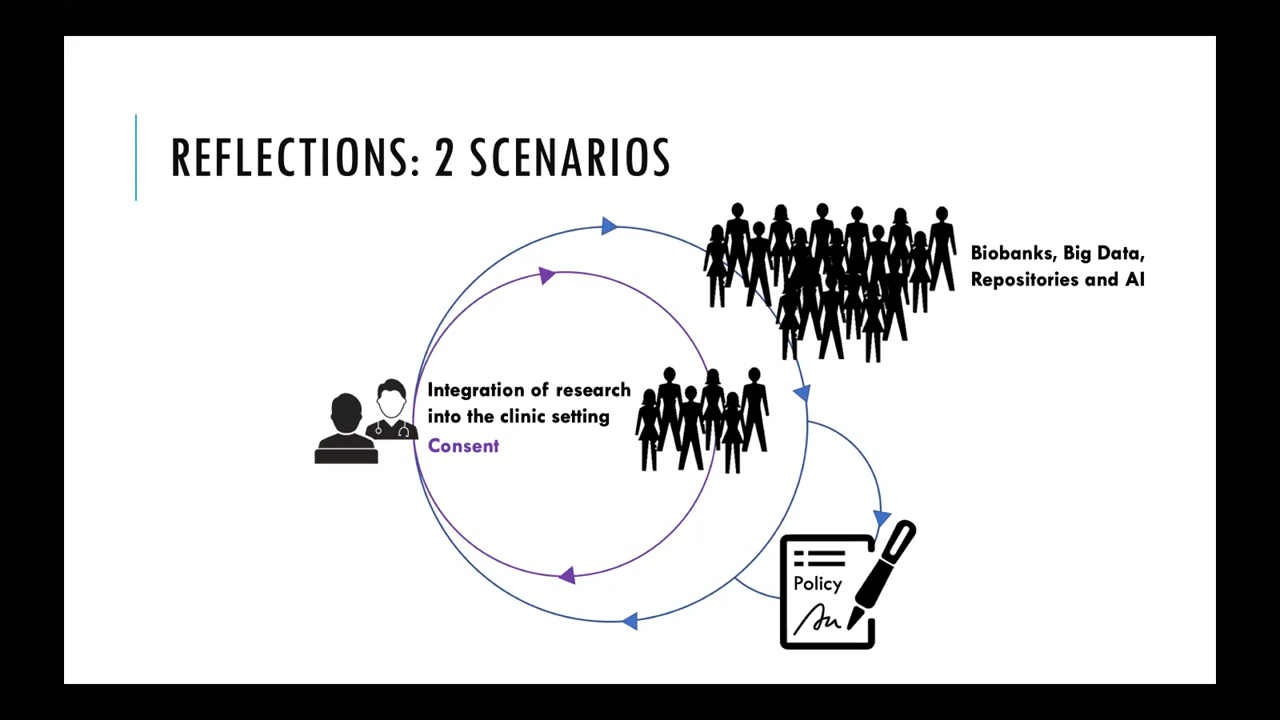 REFLECTIONS: 2 SCENARIOS
Biobanks, Big Data,
Repositories and AI
Integration of research
into the clinic setting
Consent
Policy